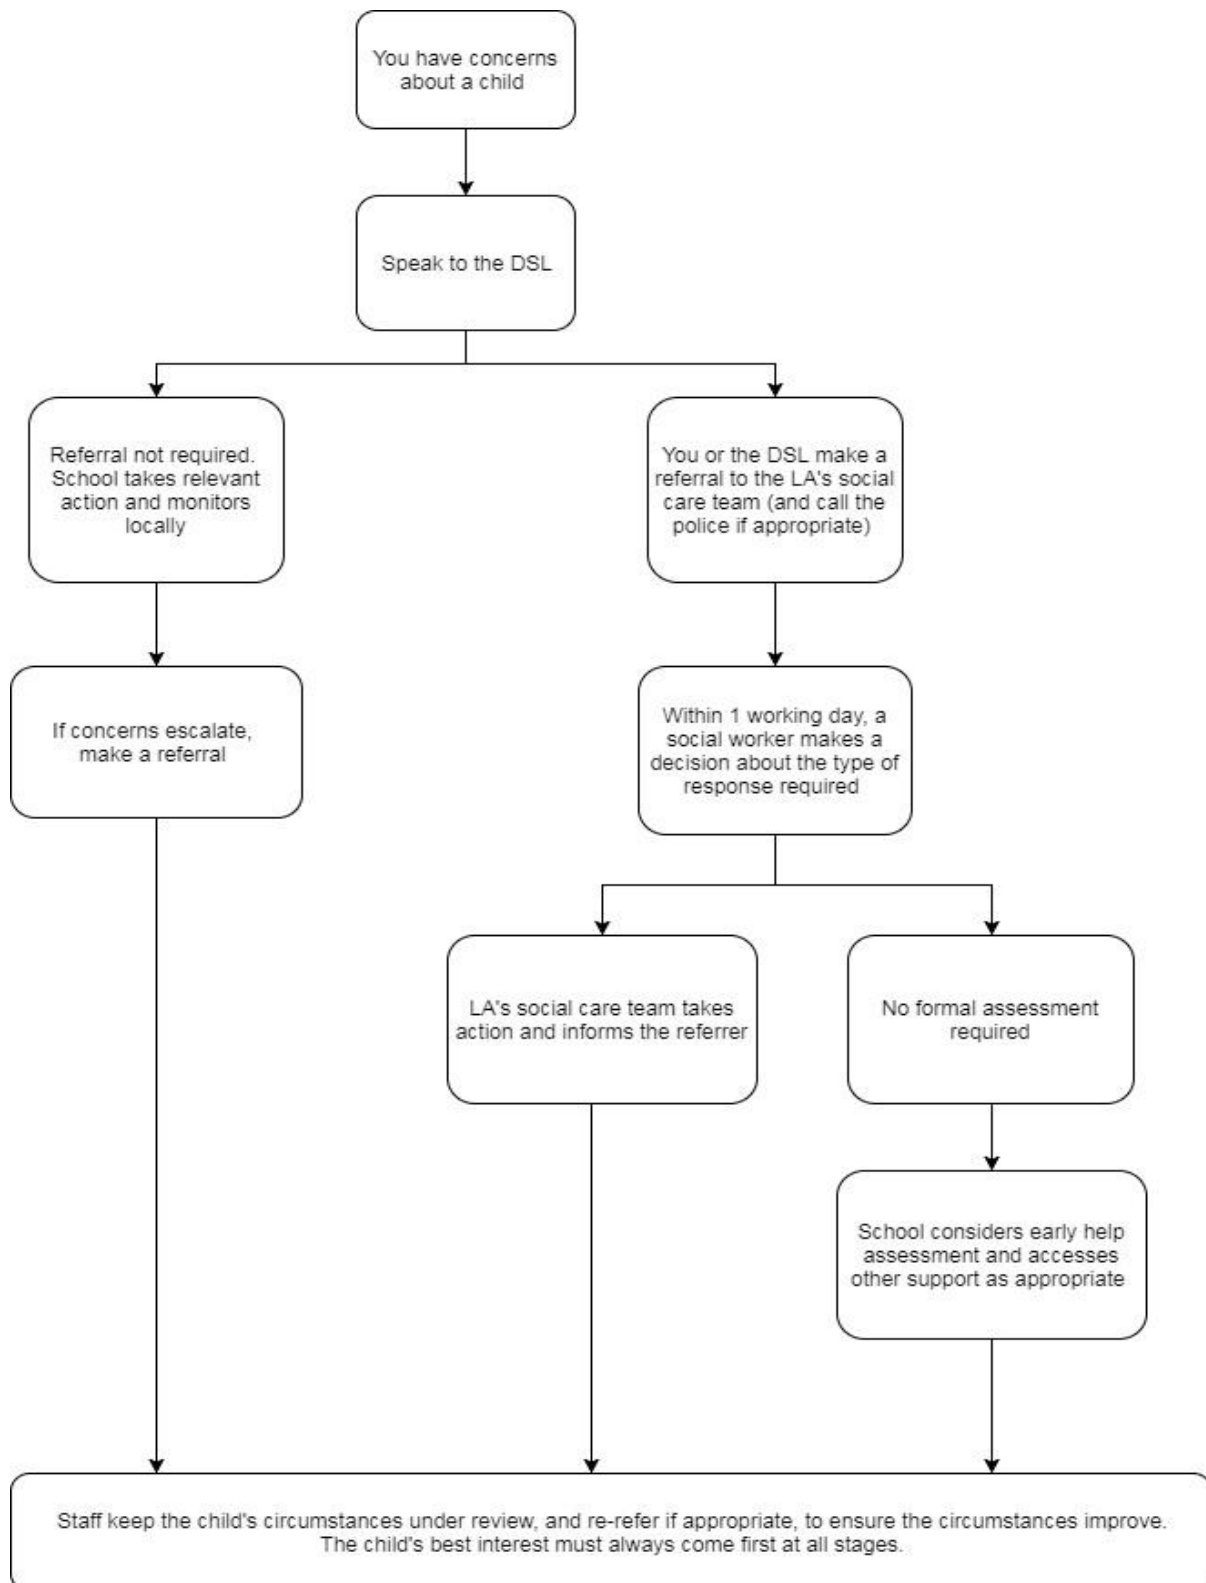 You have concerns
about a child
Speak to the DSL
Referral not required.
School takes relevant
action and monitors
locally
You or the DSL make a
referral to the LA's social
care team (and call the
police if appropriate)
If concerns escalate,
make a referral
Within 1 working day, a
social worker makes a
decision about the type of
response required
LA's social care team takes
action and informs the referrer
No formal assessment
required
School considers early help
assessment and accesses
other support as appropriate
Staff keep the child's circumstances under review, and re-refer if appropriate, to ensure the circumstances improve.
The child's best interest must always come first at all stages.